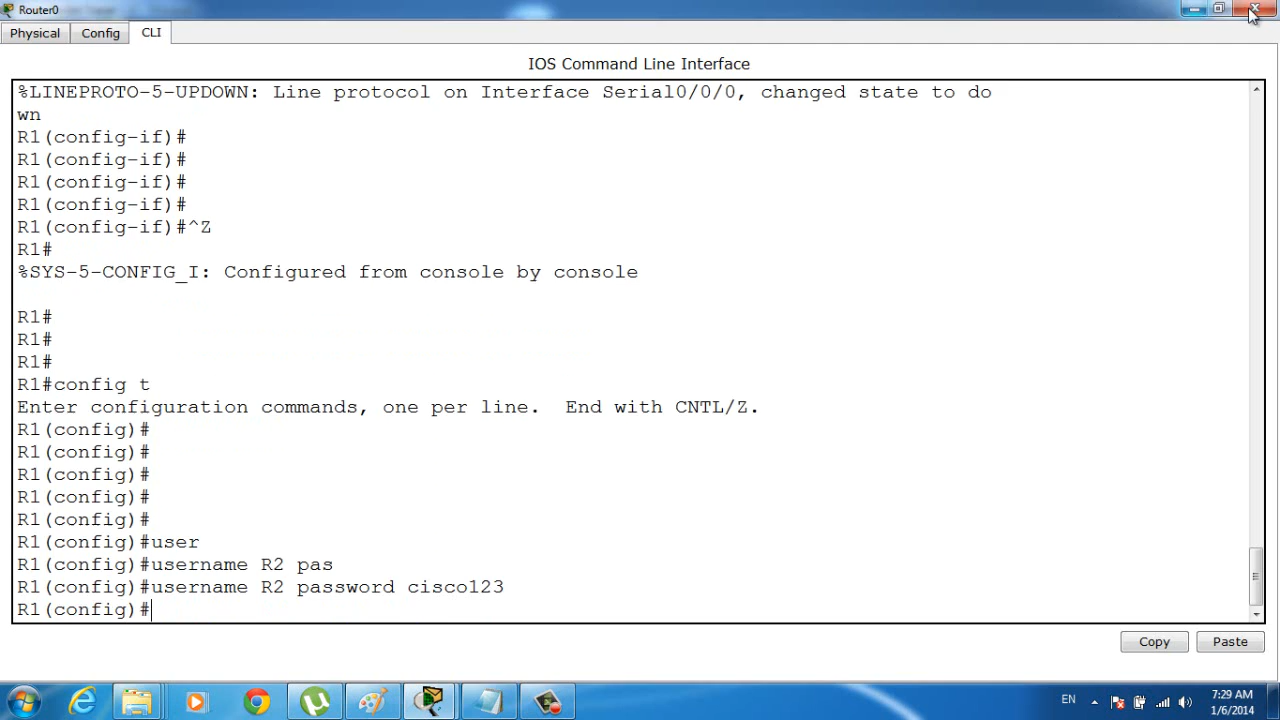 Router0
Physical Config CLI
IOS Command Line Interface
%LINEPROTO-5-UPDOWN: Line protocol on Interface Serial0/0/0, changed state to do
wn
R1(config-if)#
R1(config-if)#
R1(config-if)#
R1(config-if)#
R1(config-if)#^Z
R1#
%SYS-5-CONFIG_I: Configured from console by console
R1#
R1#
R1#
R1#config t
Enter configuration commands, one per line.  End with CNTL/Z.
R1(config)#
R1(config)#
R1(config)#
R1(config)#
R1(config)#
R1(config)#user
R1(config)#username R2 pas
R1(config)#username R2 password cisco123
R1(config)#
Copy Paste
EN
7:29 AM
1/6/2014